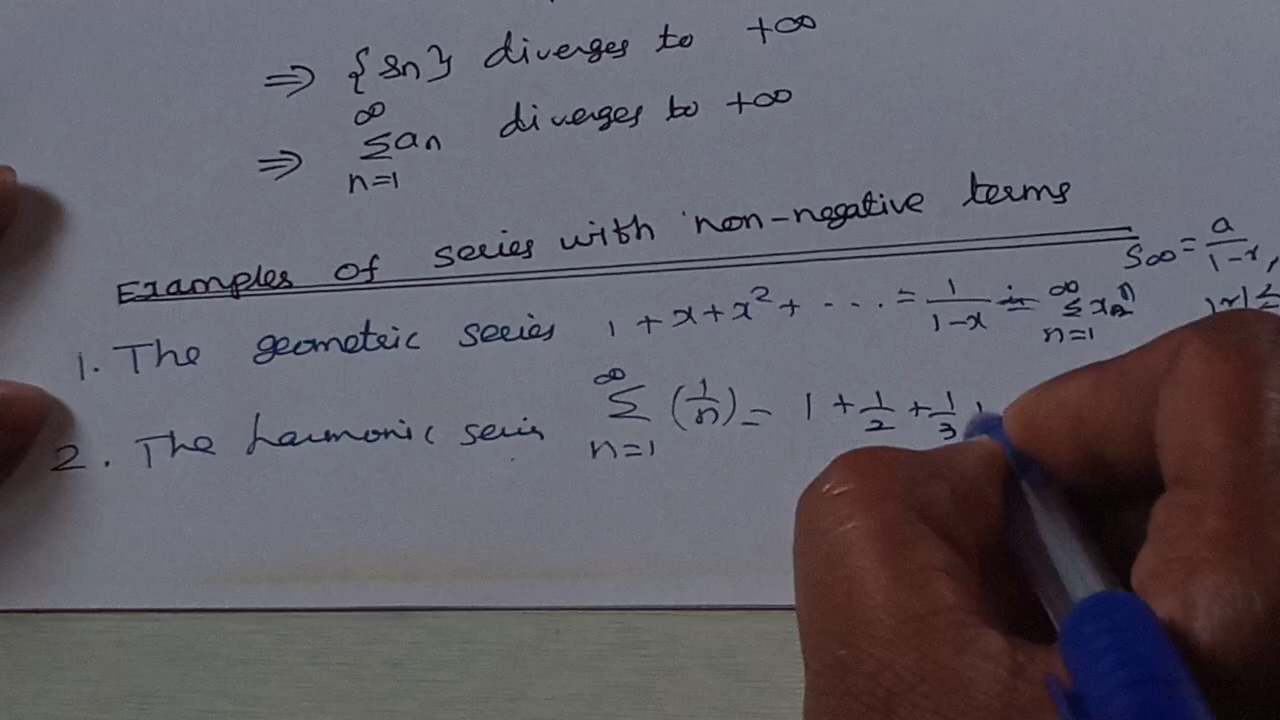 ⇒ {Sn} diverges to +∞
⇒ ∞ Σ n=1 an diverges to +∞
Examples of series with non-negative terms
S∞ = a/1-r,
1. The geometric series 1 + x + x² + .... = 1/1-x = ∞ Σ n=1 xⁿ |r|
2. The harmonic series ∞ Σ n=1 (1/n) = 1 + 1/2 + 1/3